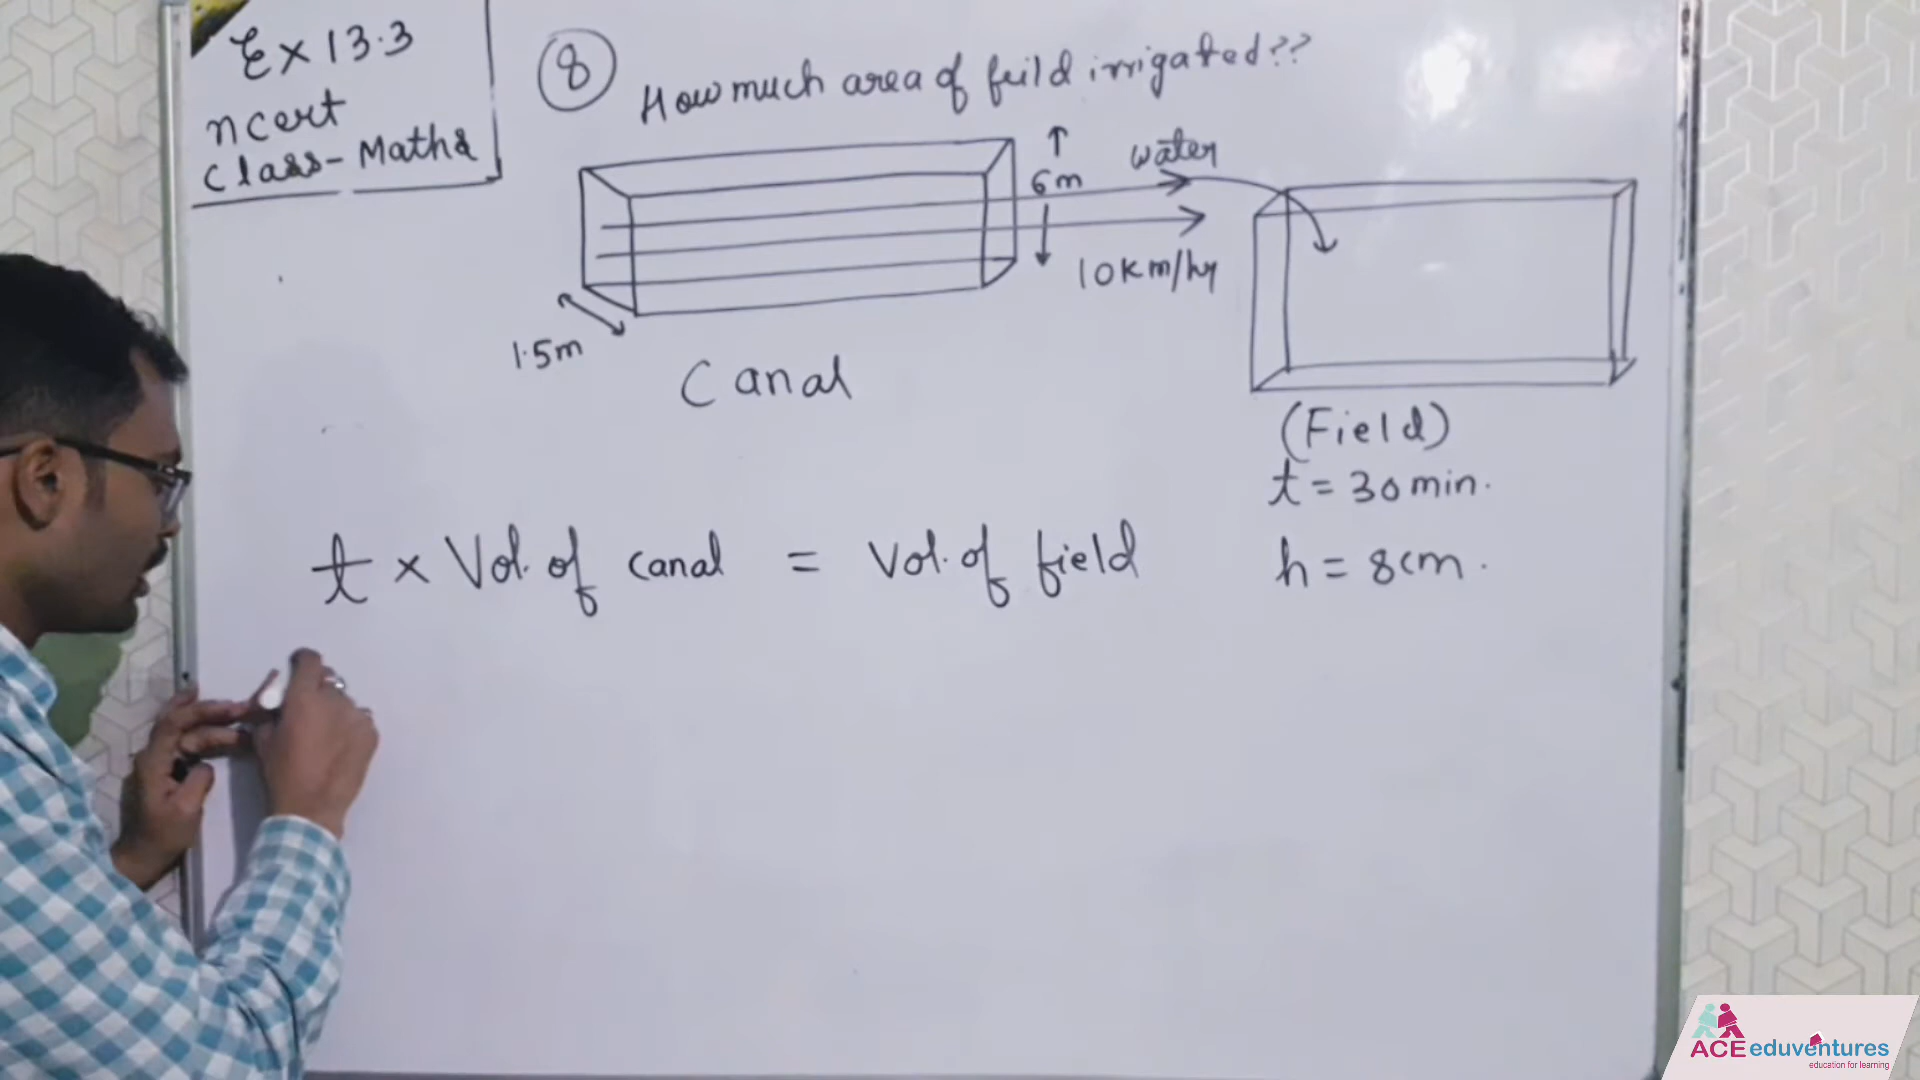 Ex 13.3
ncert
Class-Maths
8
How much area of feild irrigated??
6m
water
10km/hr
1.5m
Canal
(Field)
t = 30 min.
h = 8cm.
t × Vol. of canal = Vol. of field
ACE eduventures
education for learning